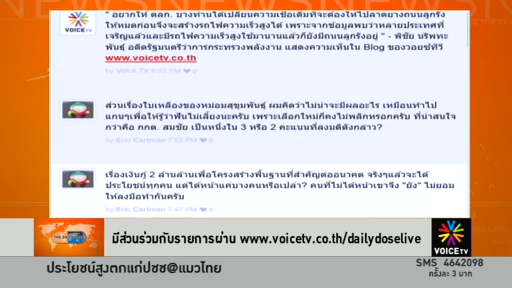 NEWS NEWS NEWS
" อยากให้ ตลก. บางท่านได้เปลี่ยนความเชื่อเดิมที่จะต้องให้ไปลาดยางถนนลูกรัง
ให้หมดก่อนจึงจะสร้างรถไฟความเร็วสูงได้ เพราะจากข้อมูลพบว่าหลายประเทศที่
เจริญแล้วและมีรถไฟความเร็วสูงใช้มานานแล้วก็ยังมีถนนลูกรังอยู่ " - พิชัย นริพทะ
พันธุ์ อดีตรัฐมนตรีว่าการกระทรวงพลังงาน แสดงความเห็นใน Blog ของวอยซ์ทีวี
www.voicetv.co.th
by Voice TV 8:02 PM 0
VOICE TV
ส่วนเรื่องใบเหลืองของหม่อมสุขุมพันธุ์ ผมคิดว่าไม่น่าจะมีผลอะไร เหมือนทำไป
แกนๆเพื่อให้รู้ว่าฟันไม่เลี้ยงนะครับ เพราะเลือกใหม่ก็คงไม่พลิกหรอกครับ ที่น่าสนใจ
กว่าคือ กกต. สมชัย เป็นหนึ่งใน 3 หรือ 2 คะแนนที่ลงมติดังกล่าว?
by Eric Cartman 7:53 PM 0
เรื่องเงินกู้ 2 ล้านล้านเพื่อโครงสร้างพื้นฐานที่สำคัญต่ออนาคต จริงๆแล้วจะได้
ประโยชน์ทุกคน แต่ได้หน้าแค่บางคนหรือเปล่า? คนที่ไม่ได้หน้าเขาจึง "ยัง" ไม่ยอม
ให้ลงมือทำกันครับ
by Eric Cartman 7:47 PM 0
มีส่วนร่วมกับรายการผ่าน www.voicetv.co.th/dailydoselive
VOICE TV
ประโยชน์สูงตกแก่ปชช@แมวไทย
SMS 4642098
ครั้งละ 3 บาท